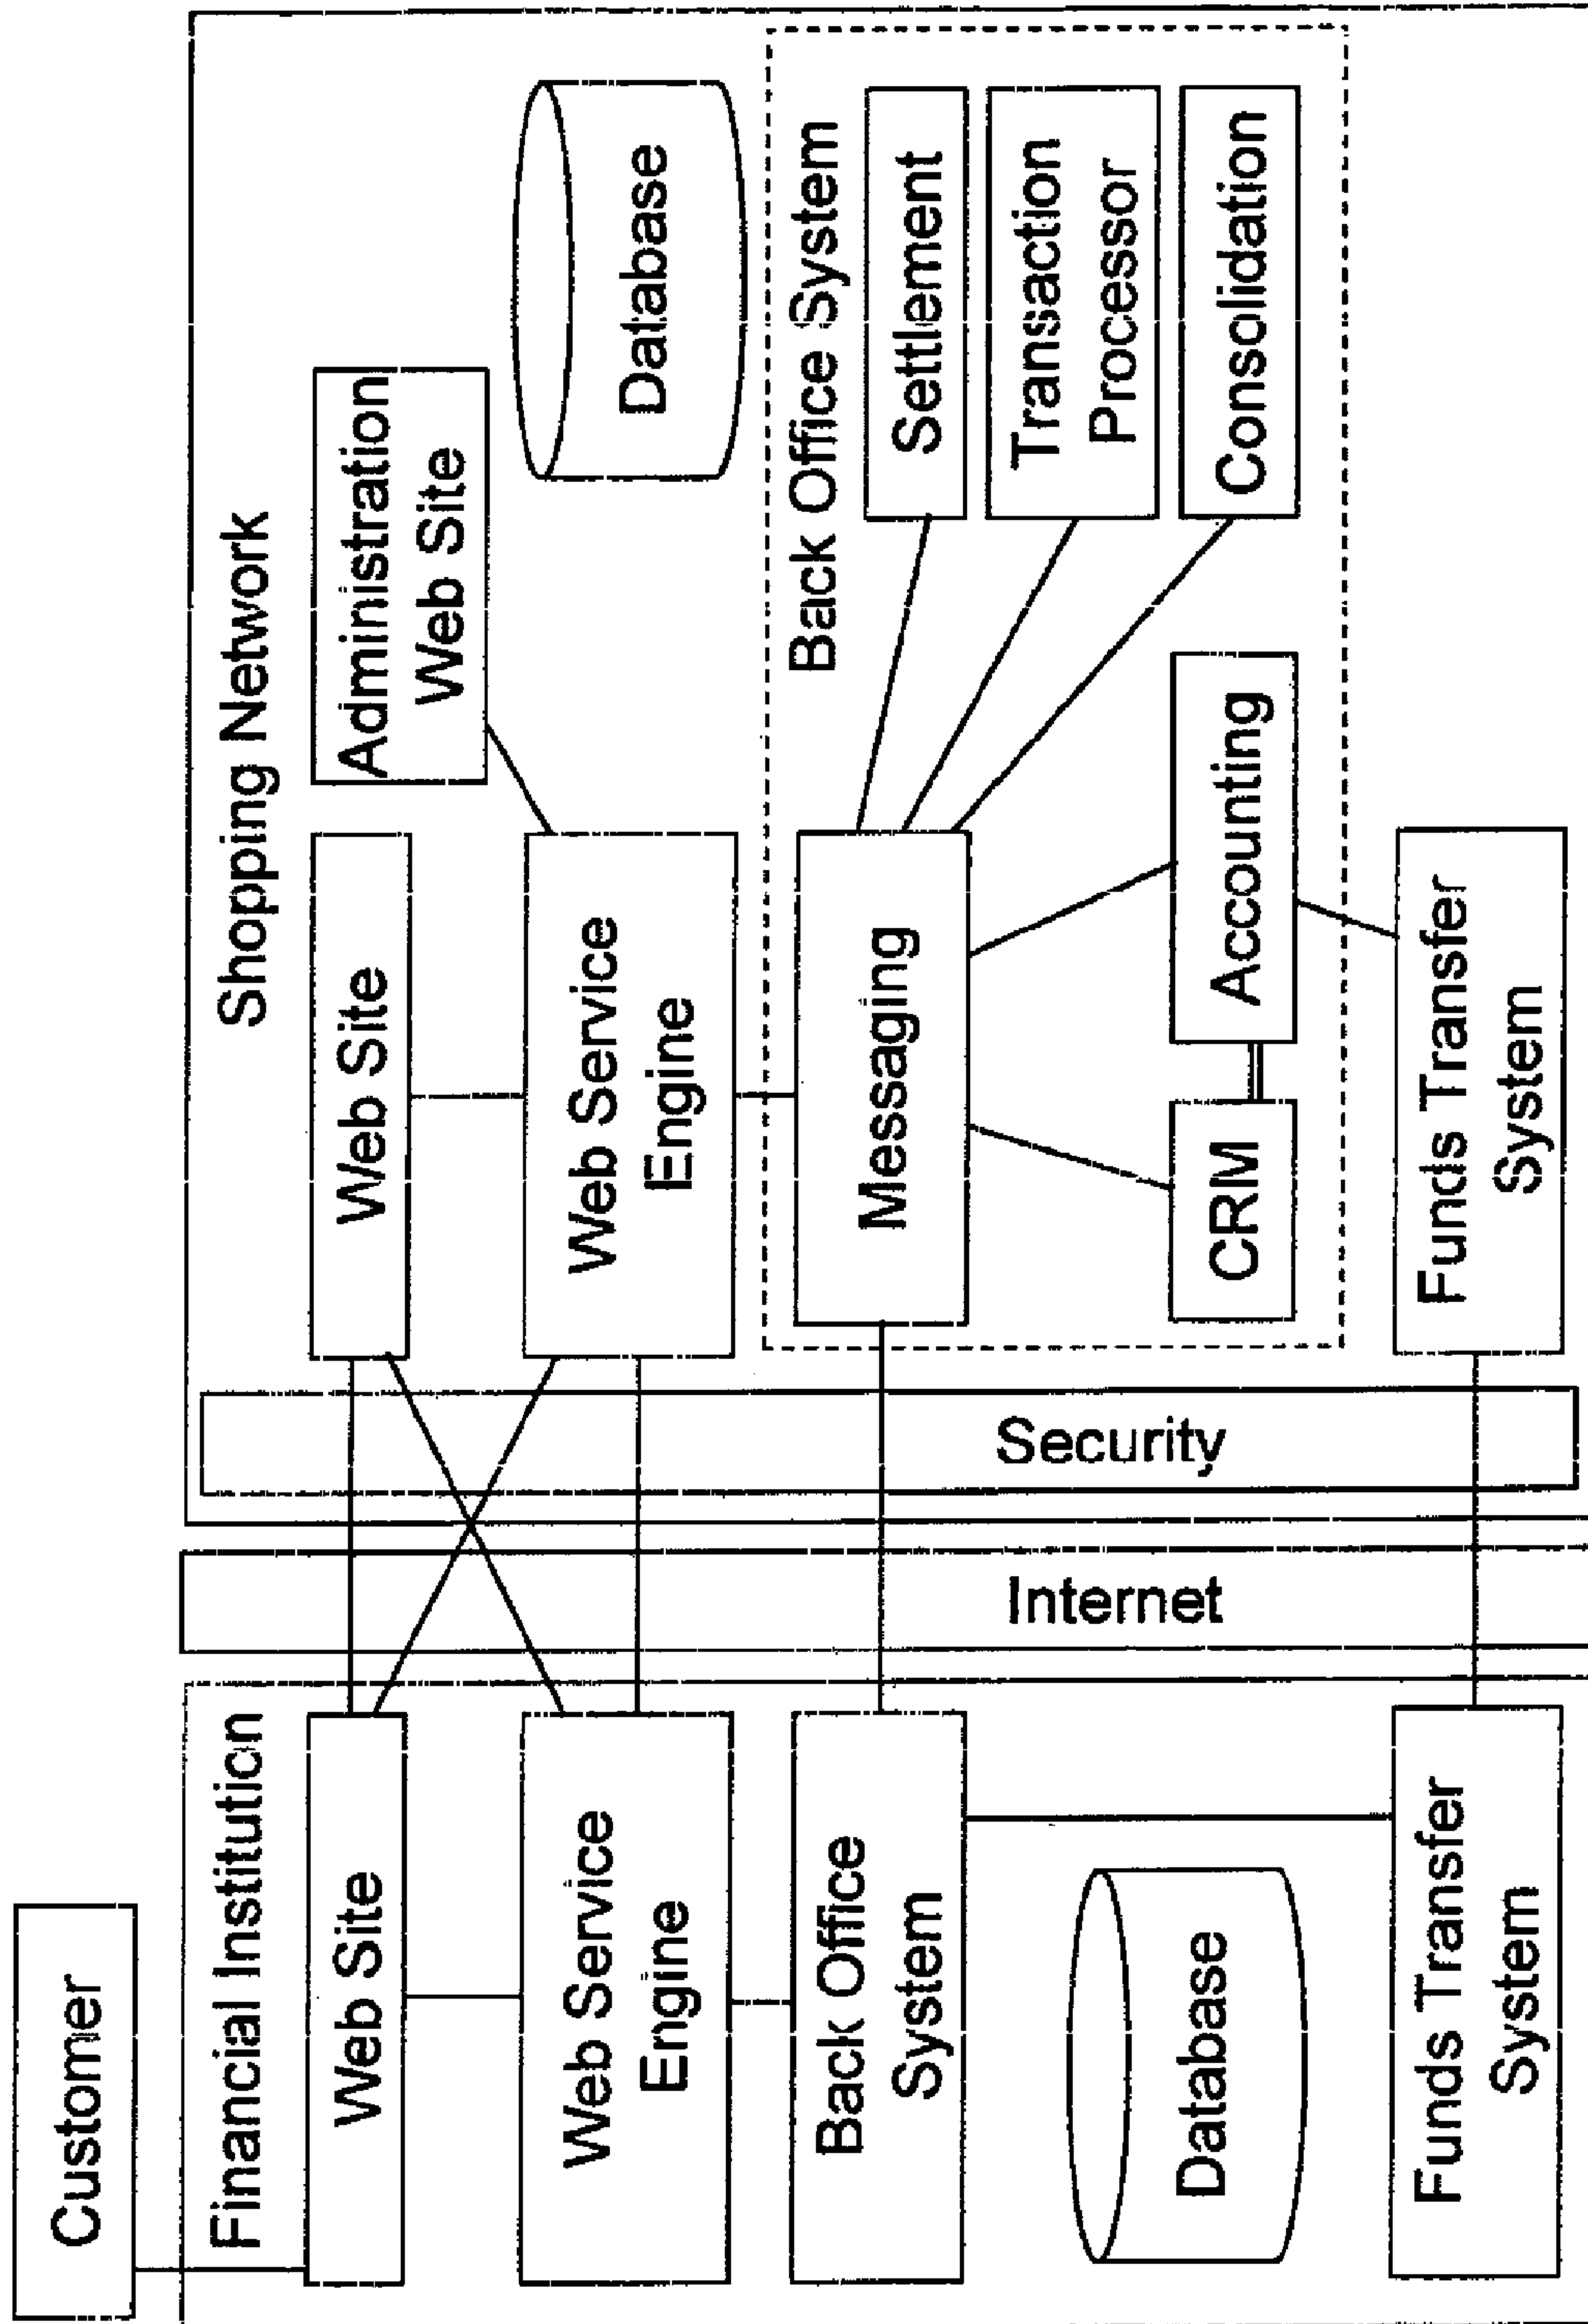 Customer
Financial Institution
Web Site
Web Service
Engine
Back Office
System
Database
Funds Transfer
System
Internet
Security
Shopping Network
Web Site
Administration
Web Site
Web Service
Engine
Database
Back Office System
Messaging
Settlement
Transaction
Processor
Consolidation
CRM
Accounting
Funds Transfer
System